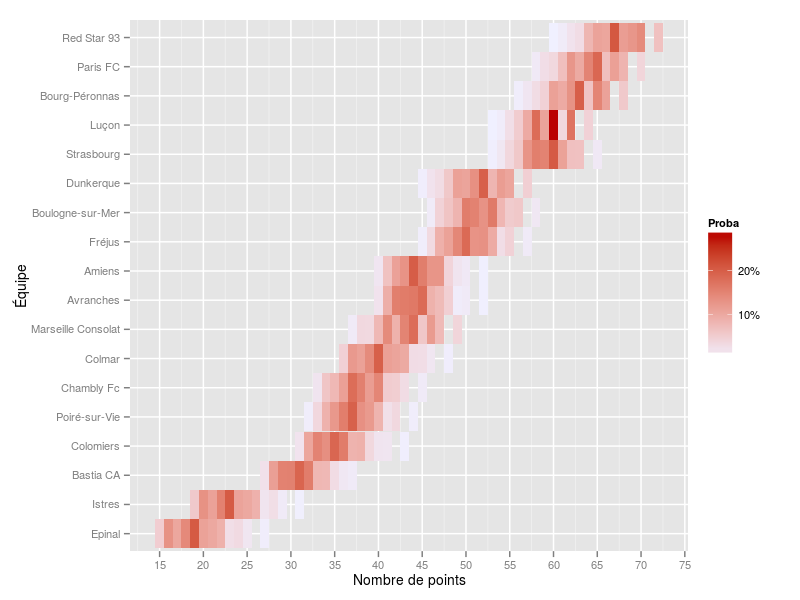 Red Star 93
Paris FC
Bourg-Péronnas
Luçon
Strasbourg
Dunkerque
Boulogne-sur-Mer
Fréjus
Amiens
Avranches
Marseille Consolat
Colmar
Chambly Fc
Poiré-sur-Vie
Colomiers
Bastia CA
Istres
Epinal
Équipe
15 20 25 30 35 40 45 50 55 60 65 70 75
Nombre de points
Proba
20%
10%